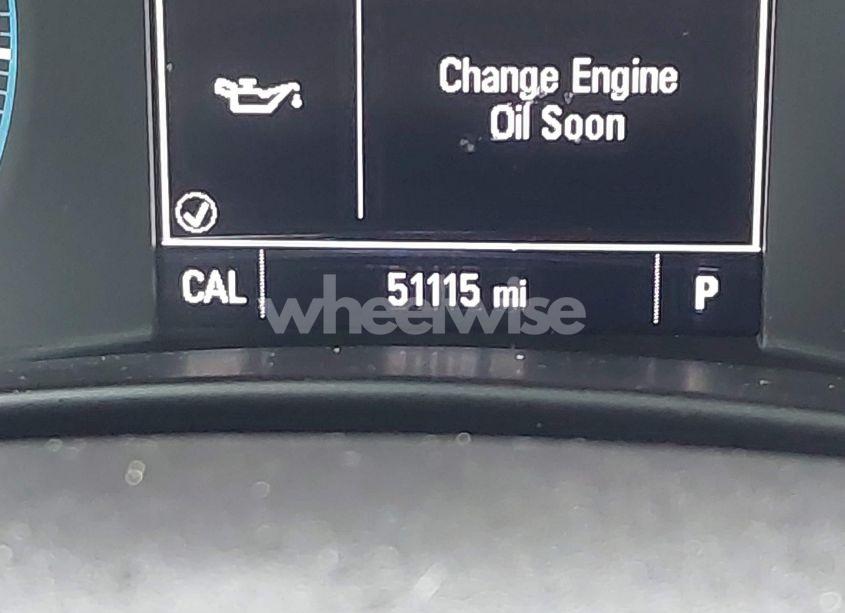 Change Engine
Oil Soon
CAL 51115 mi P
wheelwise